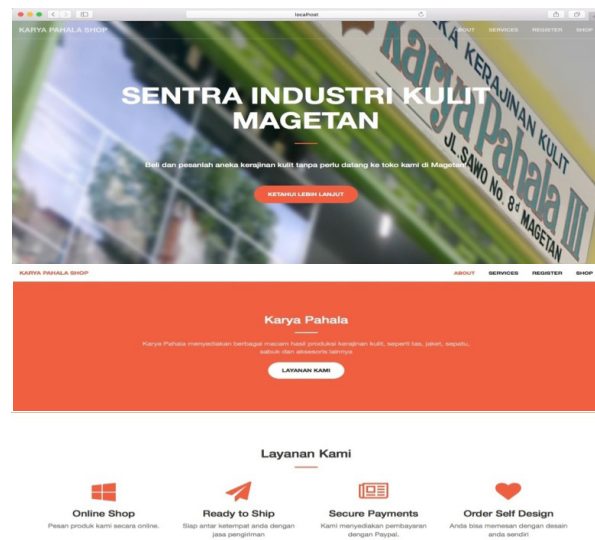 localhost
KARYA PAHALA SHOP
ABOUT SERVICES REGISTER SHOP
KA KERAJINAN KULIT
Karya Pahala III
JL. SAWO No. 8d MAGETAN
SENTRA INDUSTRI KULIT
MAGETAN
Beli dan pesanlah aneka kerajinan kulit tanpa perlu datang ke toko kami di Magetan
KETAHUI LEBIH LANJUT
KARYA PAHALA SHOP
ABOUT SERVICES REGISTER SHOP
Karya Pahala
Karya Pahala menyediakan berbagai macam hasil produksi kerajinan kulit, seperti tas, jaket, sepatu,
sabuk dan aksesoris lainnya.
LAYANAN KAMI
Layanan Kami
Online Shop
Pesan produk kami secara online.
Ready to Ship
Siap antar ketempat anda dengan
jasa pengiriman
Secure Payments
Kami menyediakan pembayaran
dengan Paypal.
Order Self Design
Anda bisa memesan dengan desain
anda sendiri